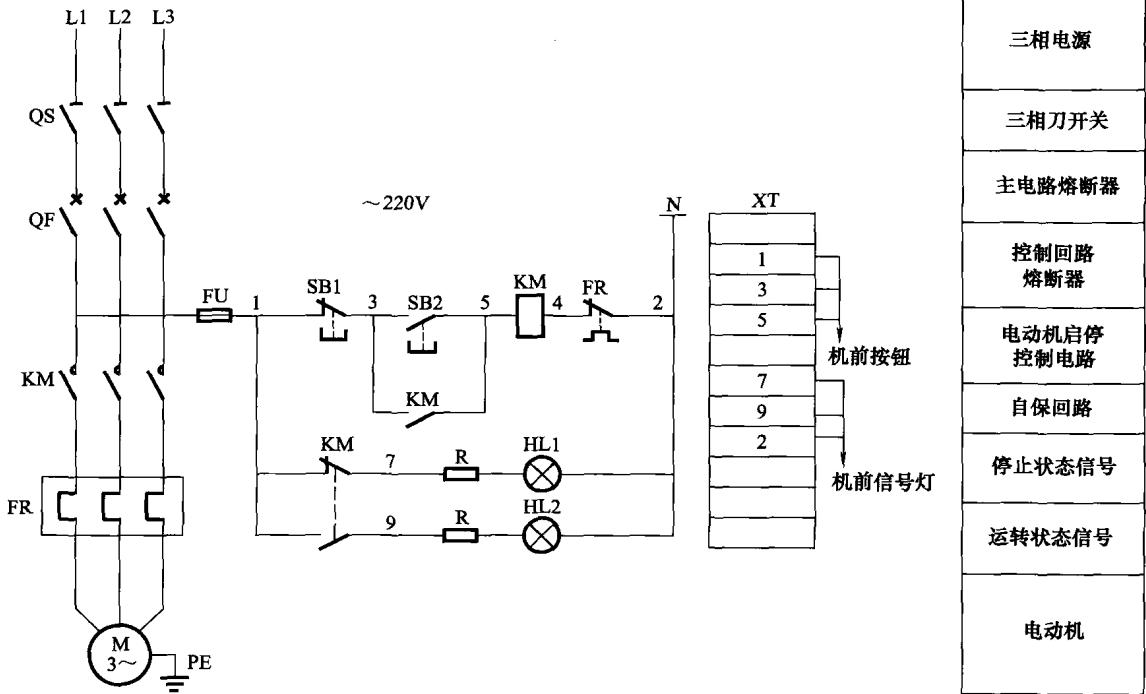 L1 L2 L3
三相电源
QS
三相刀开关
主电路熔断器
QF
～220V
N
XT
控制回路
熔断器
FU
1
SB1
3
SB2
5
KM
4
FR
2
1
3
5
机前按钮
电动机启停
控制电路
KM
KM
7
9
2
机前信号灯
自保回路
KM
7
R
HL1
停止状态信号
FR
9
R
HL2
运转状态信号
M
3～
PE
电动机